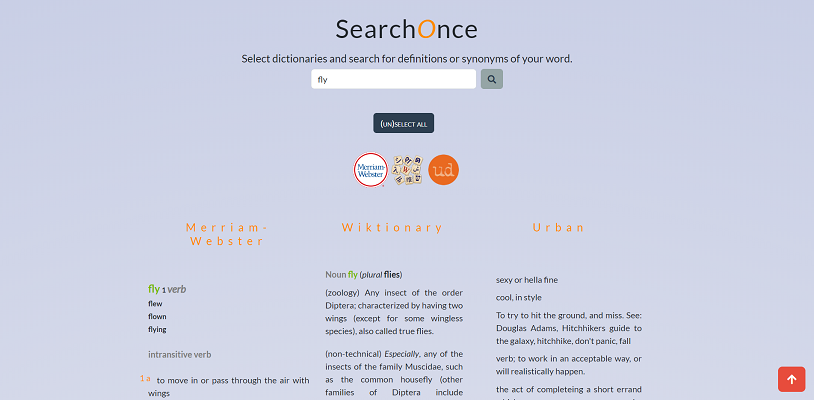 SearchOnce
Select dictionaries and search for definitions or synonyms of your word.
fly
(UN)SELECT ALL
Merriam-
Webster
ud
Merriam-
Webster
fly 1 verb
flew
flown
flying
intransitive verb
1 a to move in or pass through the air with
wings
Wiktionary
Noun fly (plural flies)
(zoology) Any insect of the order
Diptera; characterized by having two
wings (except for some wingless
species), also called true flies.
(non-technical) Especially, any of the
insects of the family Muscidae, such
as the common housefly (other
families of Diptera include
Urban
sexy or hella fine
cool, in style
To try to hit the ground, and miss. See:
Douglas Adams, Hitchhikers guide to
the galaxy, hitchhike, don't panic, fall
verb; to work in an acceptable way, or
will realistically happen.
the act of completeing a short errand